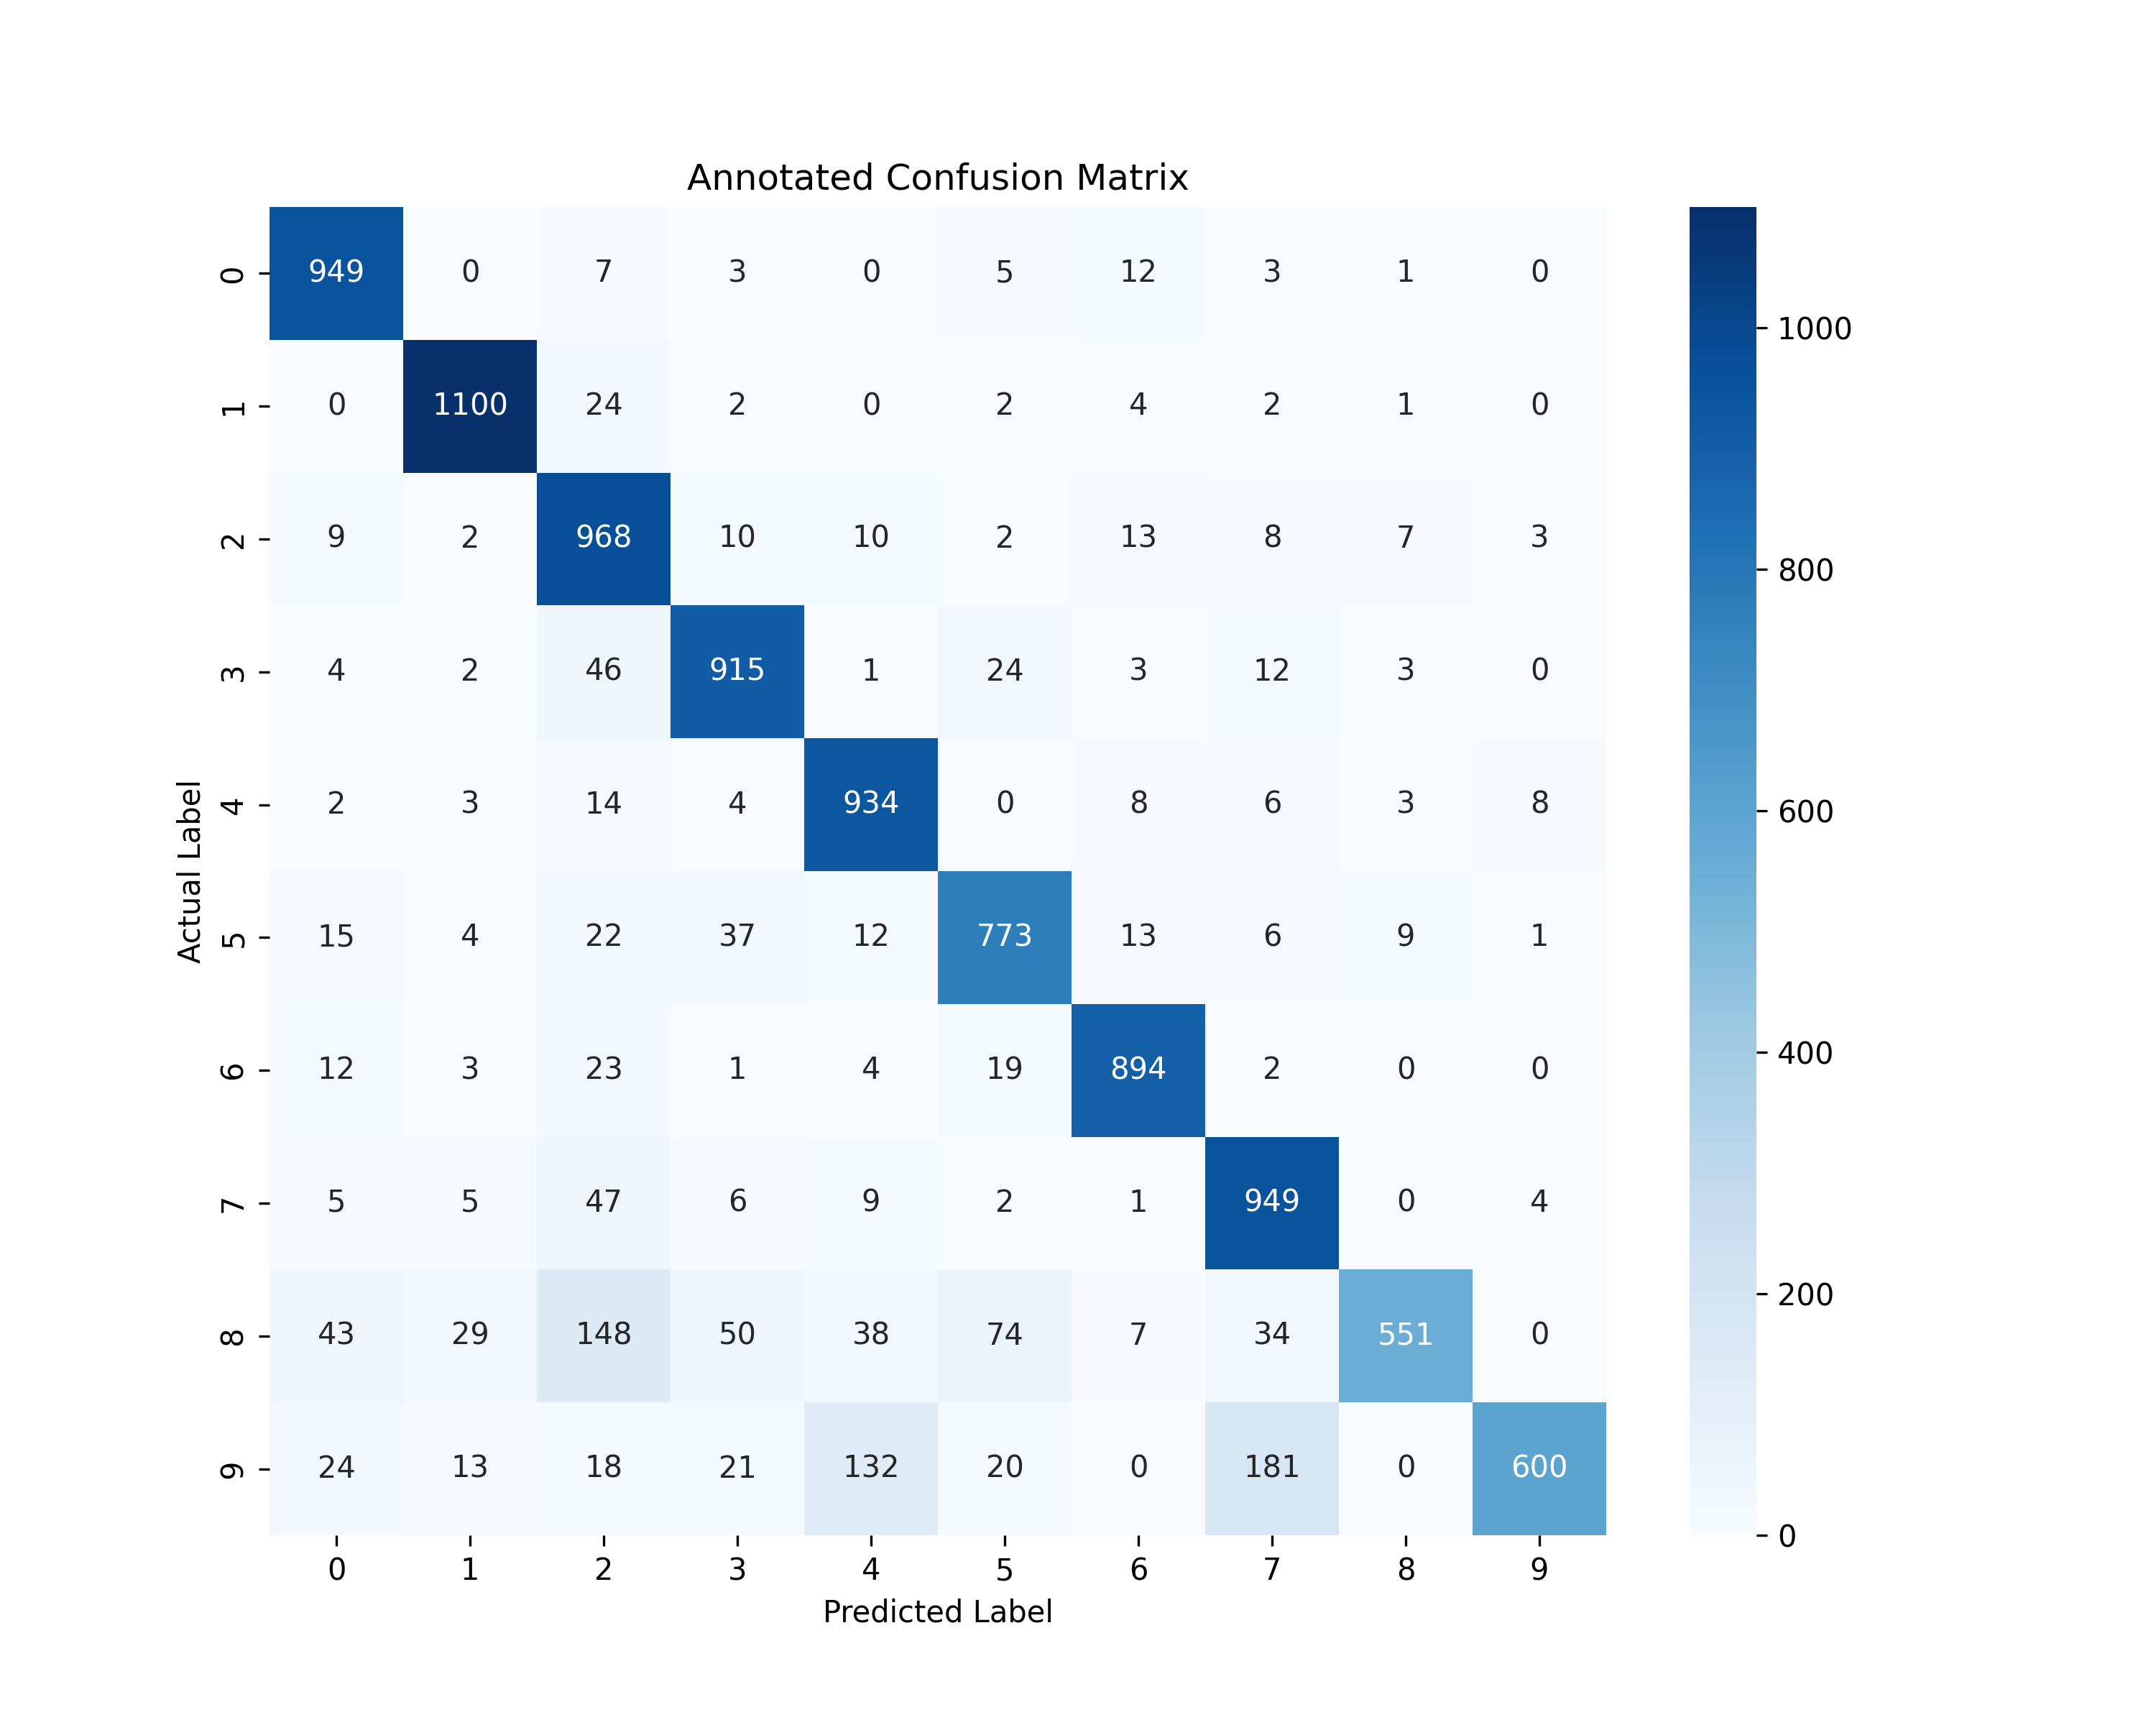 Annotated Confusion Matrix
0 949 0 7 3 0 5 12 3 1 0
1 0 1100 24 2 0 2 4 2 1 0
2 9 2 968 10 10 2 13 8 7 3
3 4 2 46 915 1 24 3 12 3 0
4 2 3 14 4 934 0 8 6 3 8
5 15 4 22 37 12 773 13 6 9 1
6 12 3 23 1 4 19 894 2 0 0
7 5 5 47 6 9 2 1 949 0 4
8 43 29 148 50 38 74 7 34 551 0
9 24 13 18 21 132 20 0 181 0 600
0 1 2 3 4 5 6 7 8 9
Predicted Label
Actual Label
1000
800
600
400
200
0